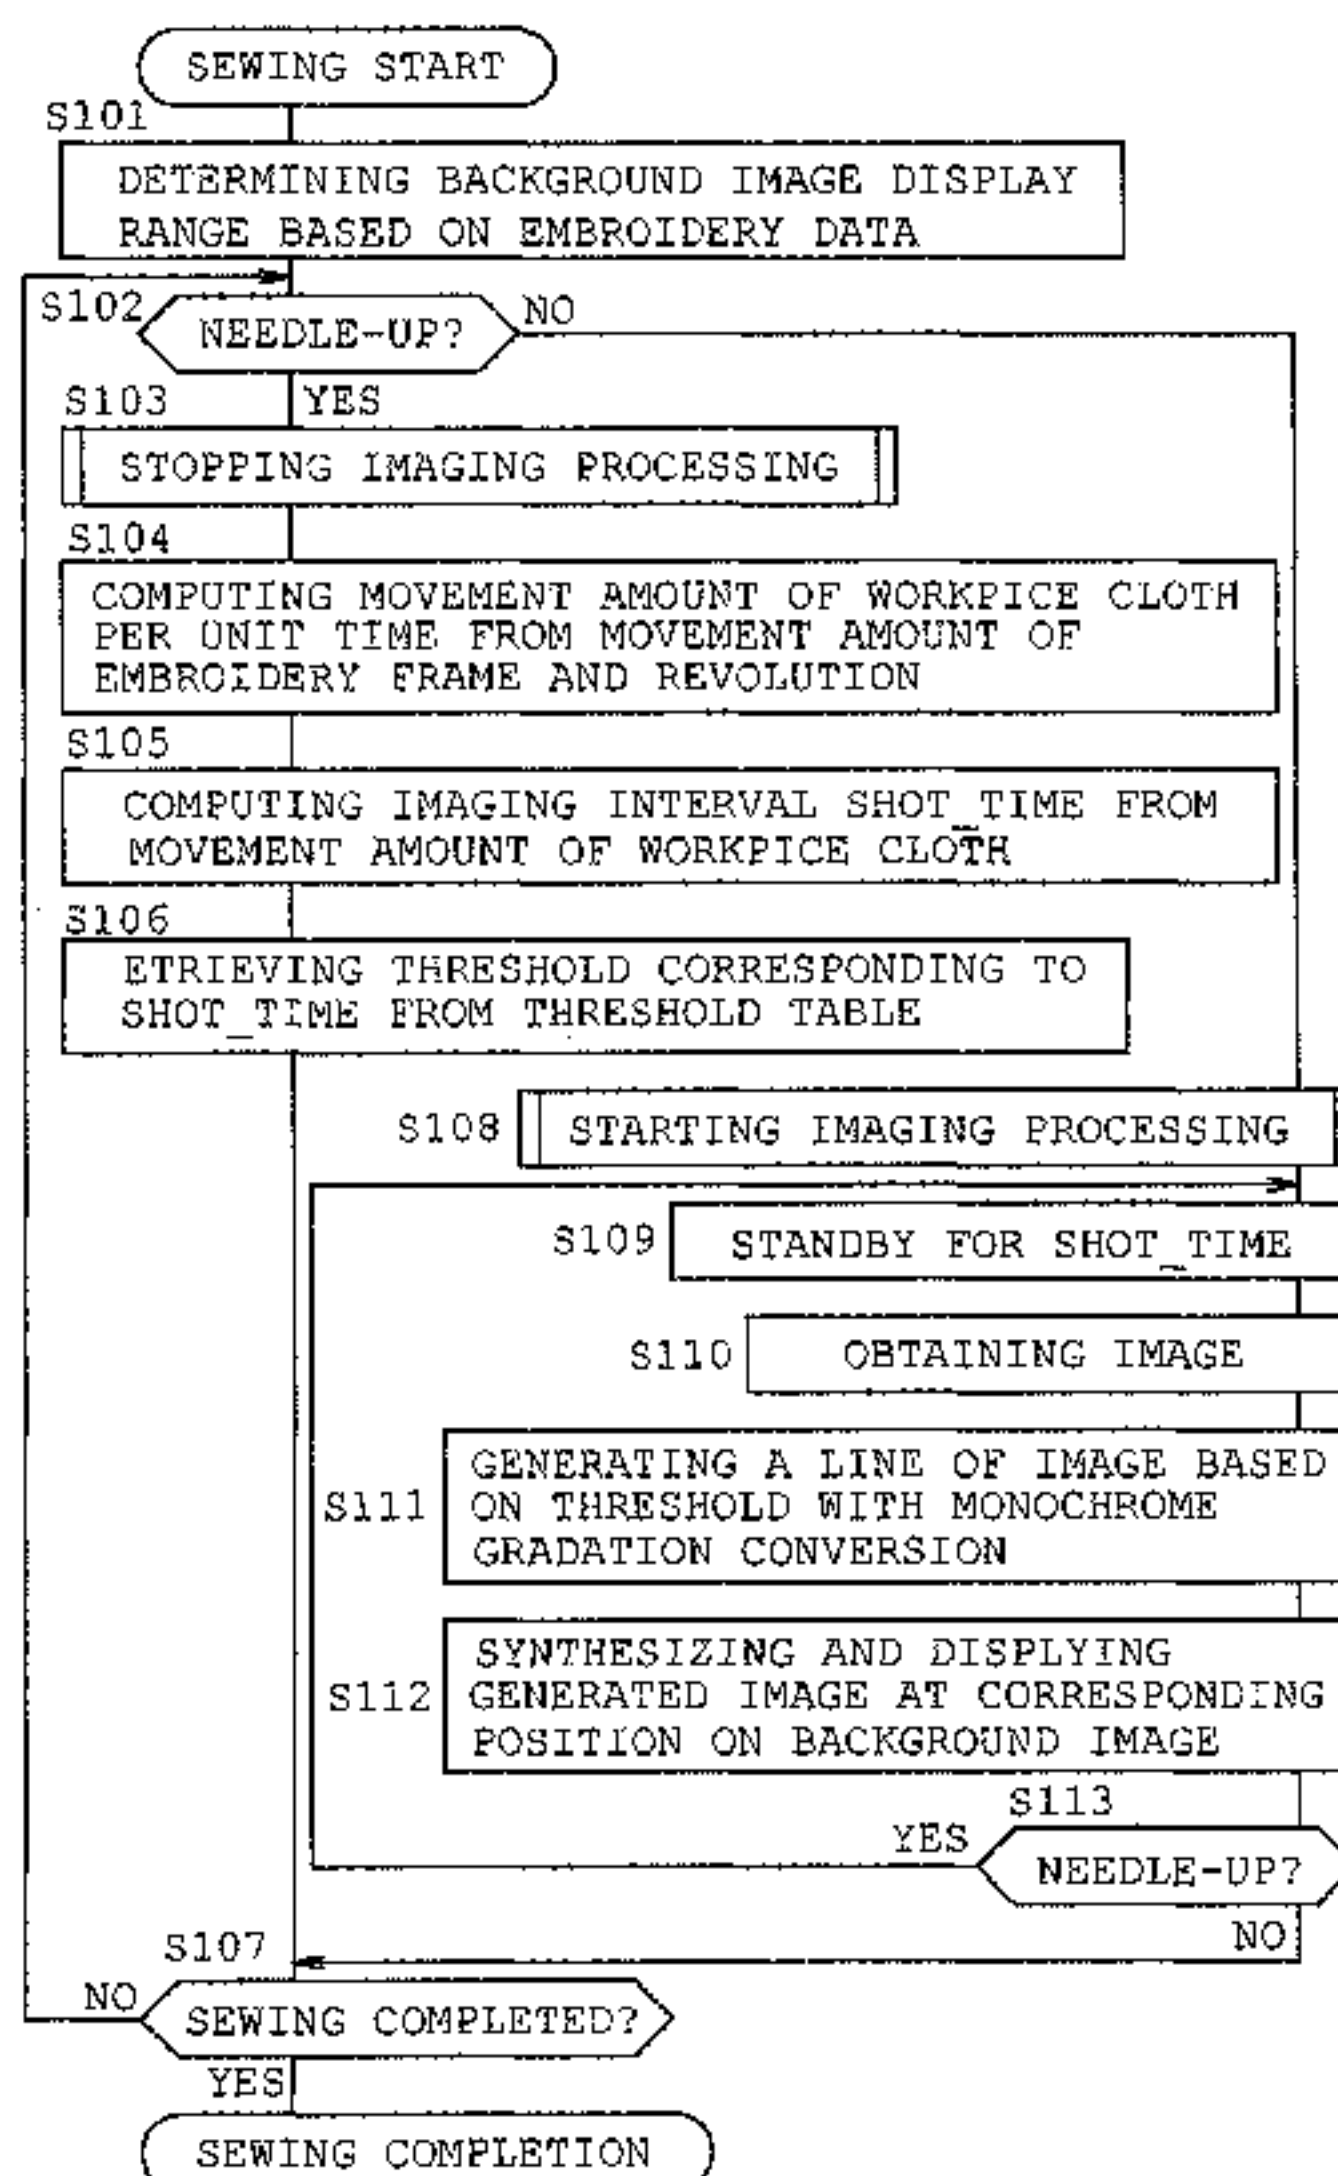 SEWING START
S101
DETERMINING BACKGROUND IMAGE DISPLAY
RANGE BASED ON EMBROIDERY DATA
S102
NEEDLE-UP?
NO
YES
S103
STOPPING IMAGING PROCESSING
S104
COMPUTING MOVEMENT AMOUNT OF WORKPICE CLOTH
PER UNIT TIME FROM MOVEMENT AMOUNT OF
EMBROIDERY FRAME AND REVOLUTION
S105
COMPUTING IMAGING INTERVAL SHOT_TIME FROM
MOVEMENT AMOUNT OF WORKPICE CLOTH
S106
ETRIEVING THRESHOLD CORRESPONDING TO
SHOT_TIME FROM THRESHOLD TABLE
S108
STARTING IMAGING PROCESSING
S109
STANDBY FOR SHOT_TIME
S110
OBTAINING IMAGE
S111
GENERATING A LINE OF IMAGE BASED
ON THRESHOLD WITH MONOCHROME
GRADATION CONVERSION
S112
SYNTHESIZING AND DISPLYING
GENERATED IMAGE AT CORRESPONDING
POSITION ON BACKGROUND IMAGE
S113
YES
NEEDLE-UP?
NO
S107
NO
SEWING COMPLETED?
YES
SEWING COMPLETION